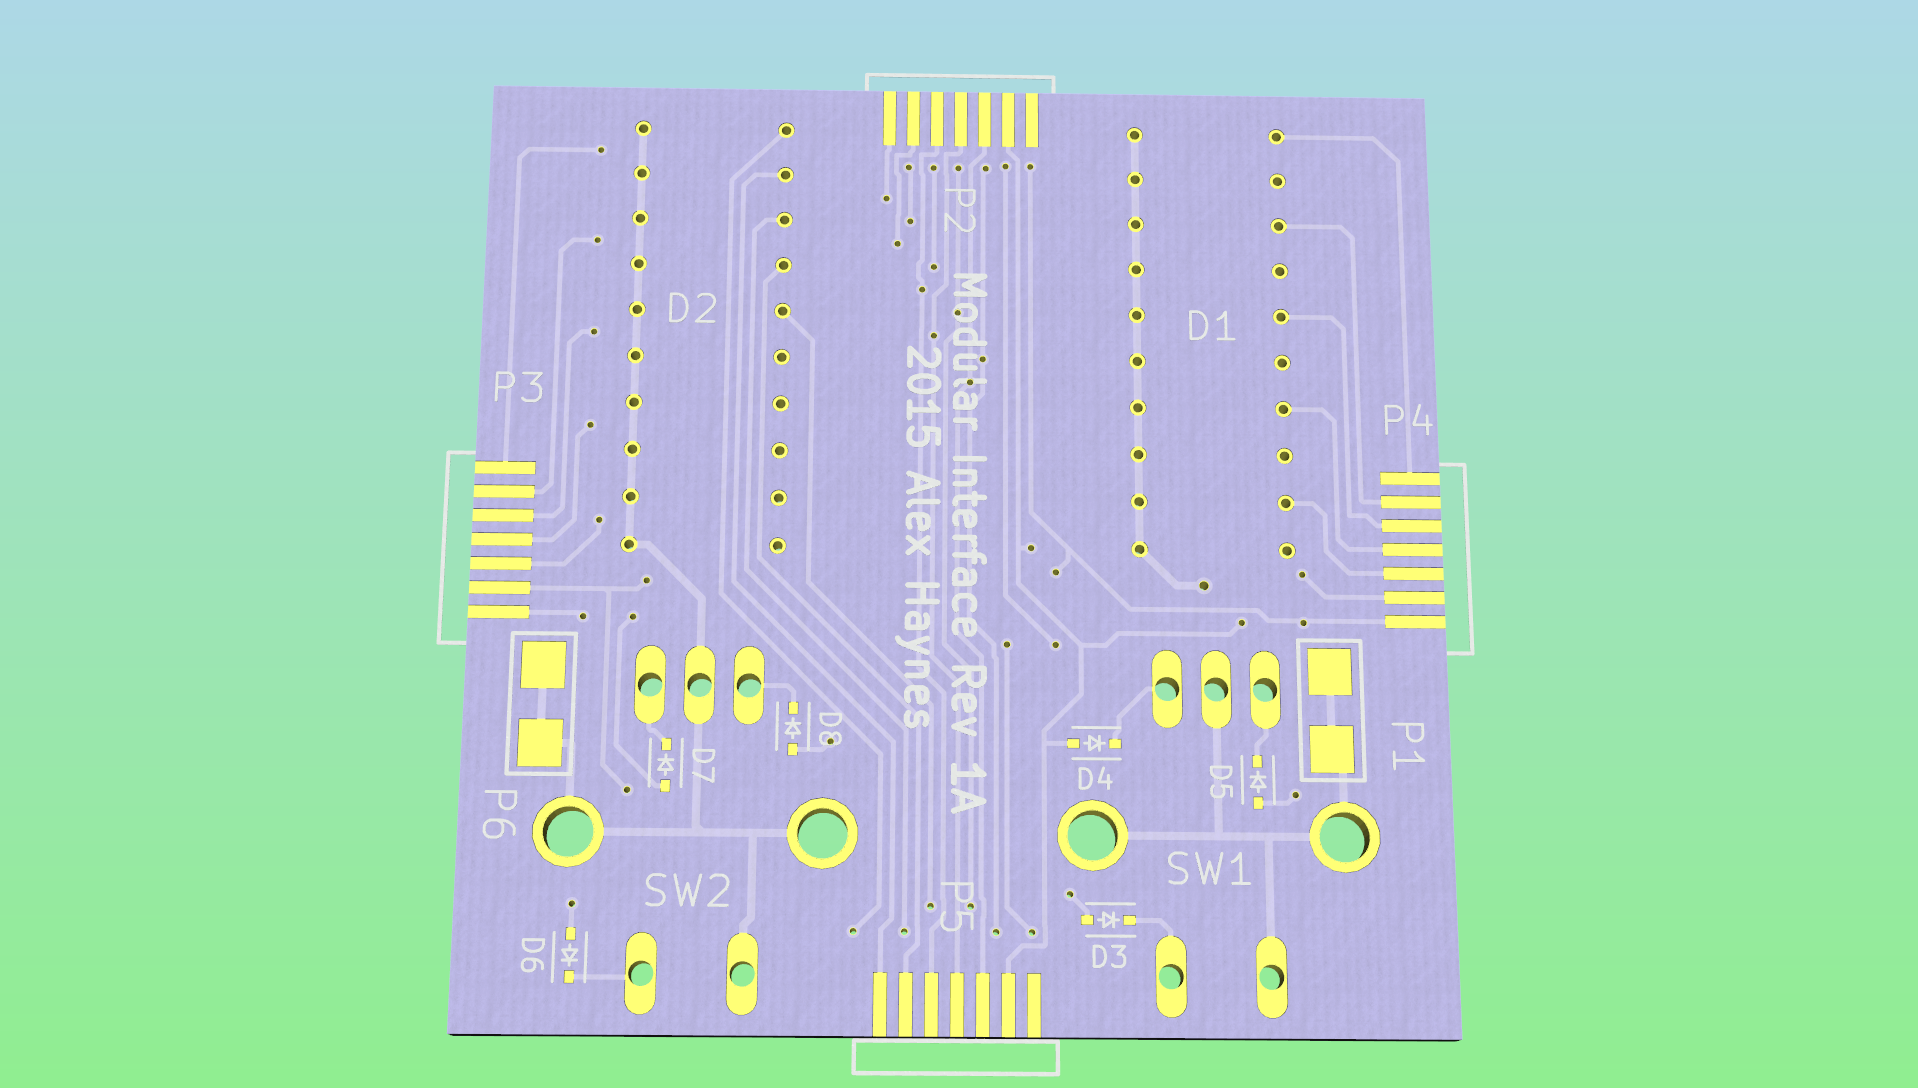 P2
D2
D1
P3
P4
Modular Interface Rev 1A
2015 Alex Haynes
D8
D7
D4
D5
P1
P6
SW2
SW1
P5
D6
D3